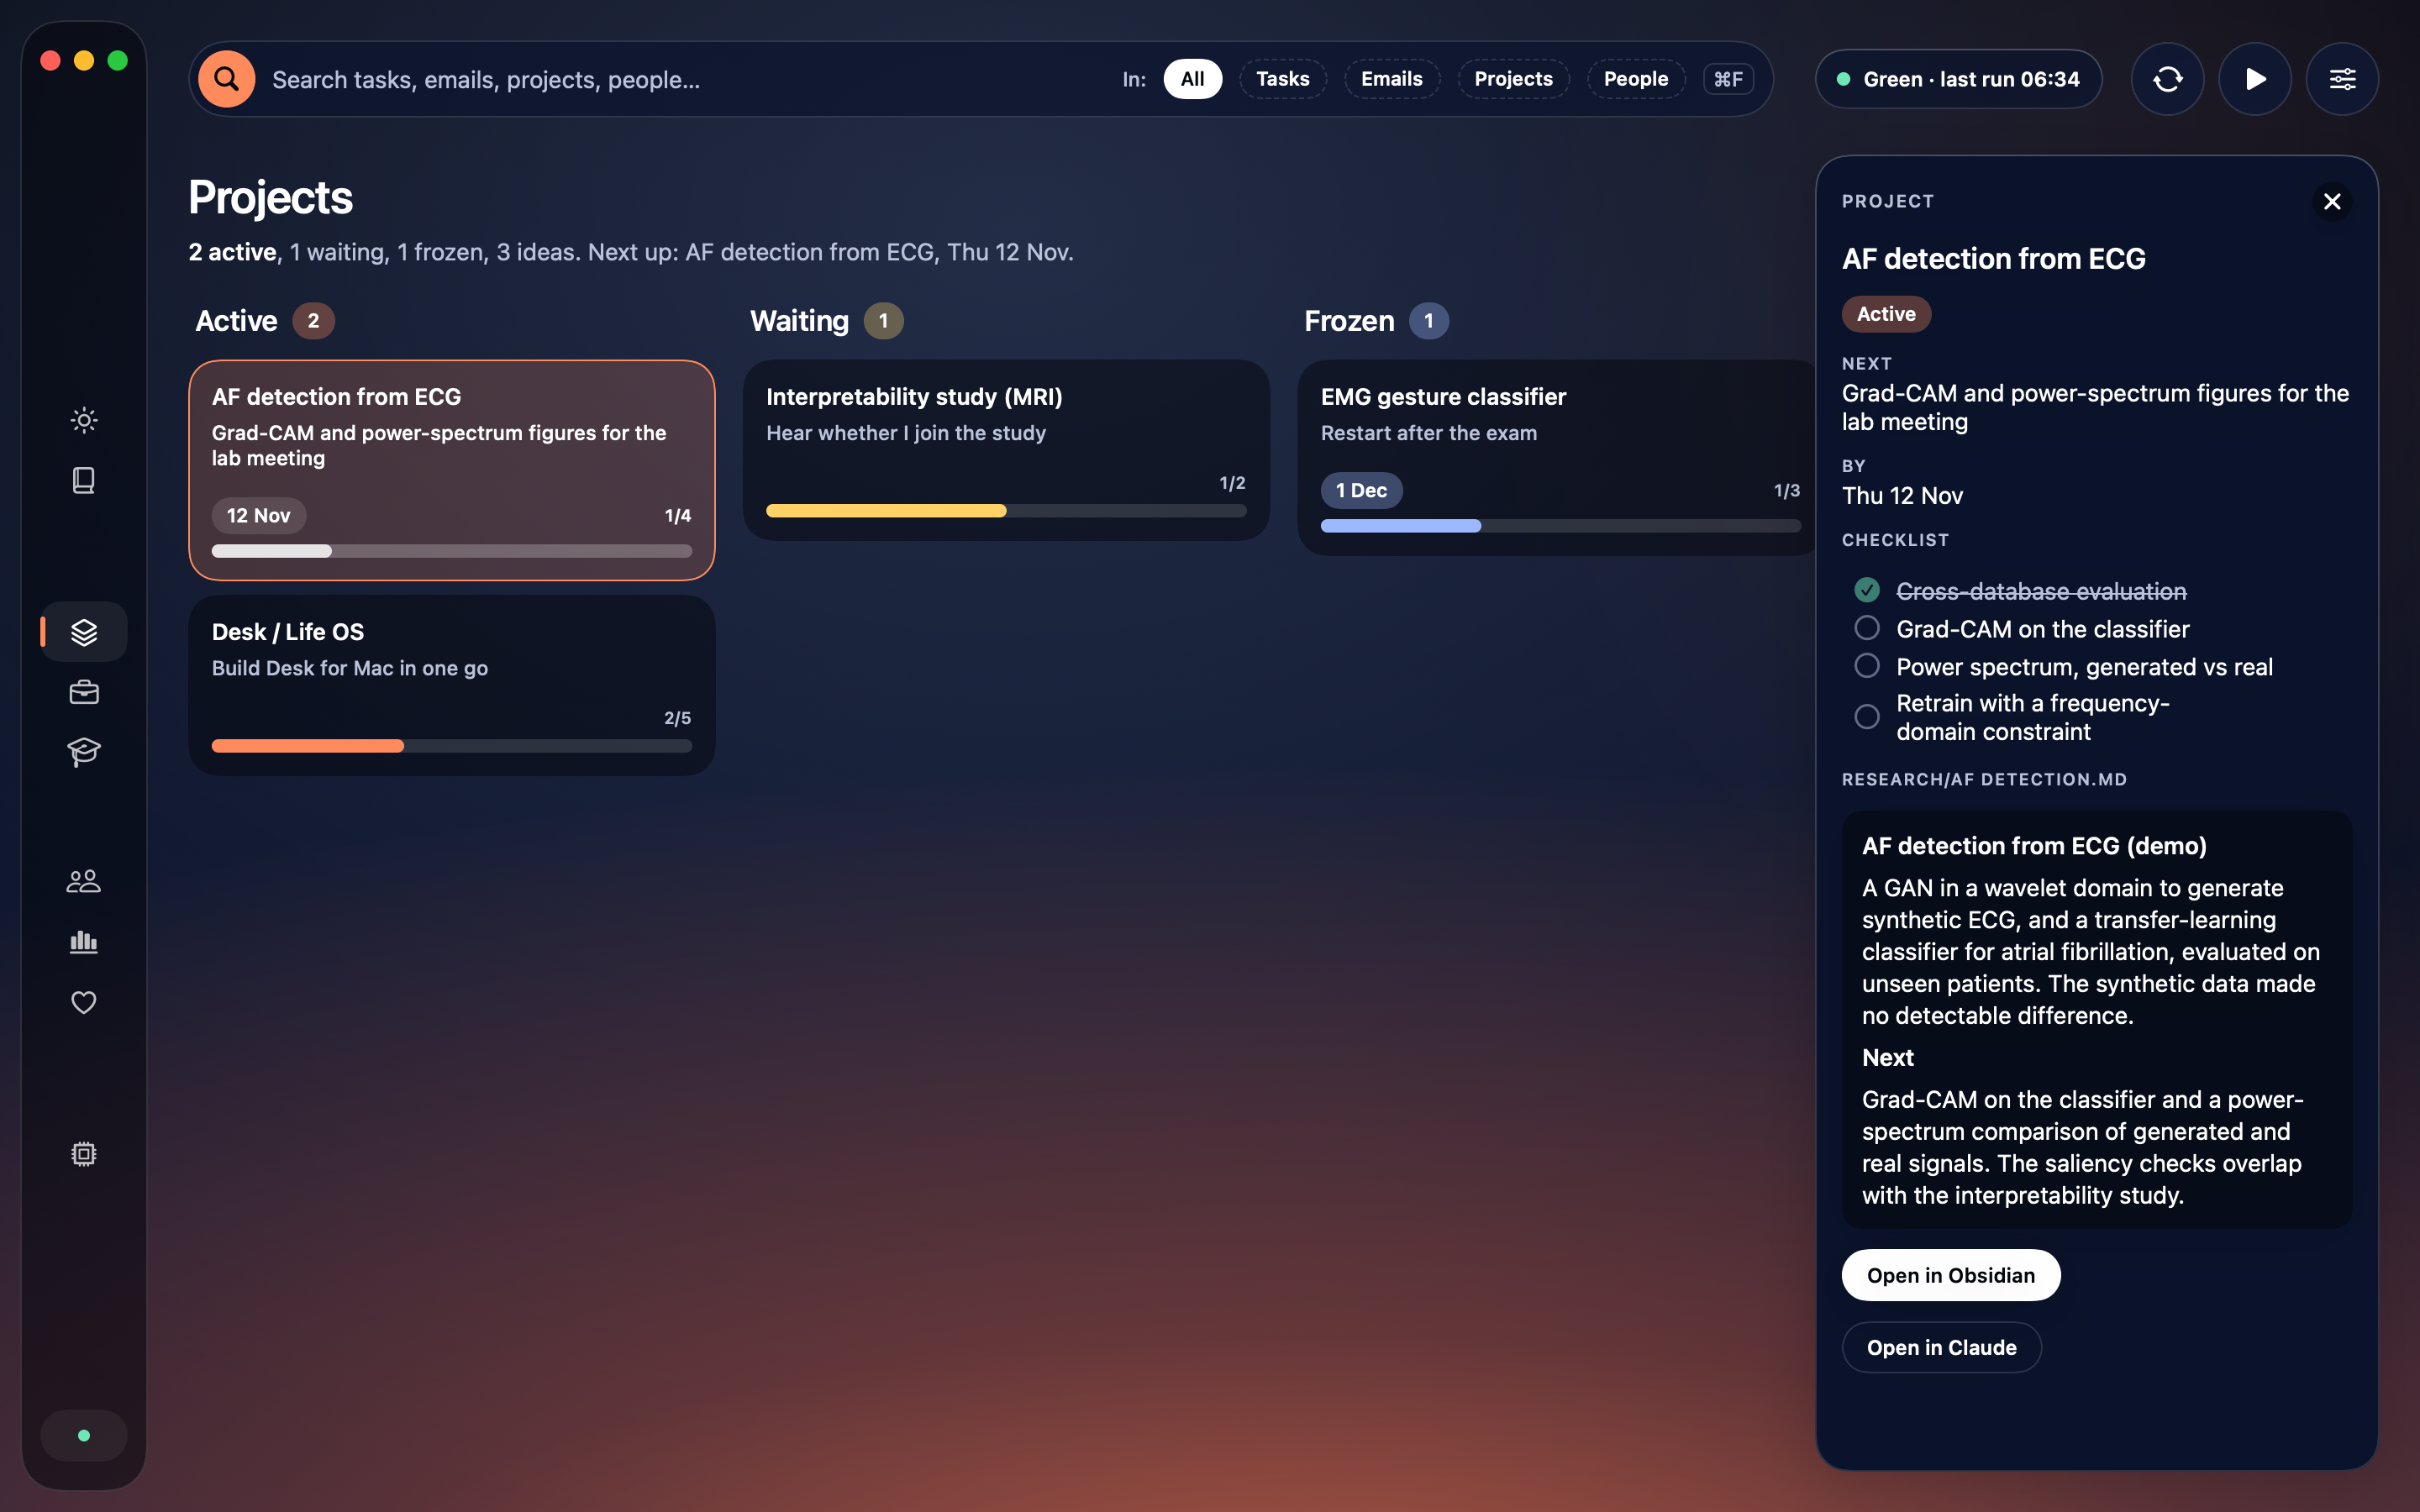 Search tasks, emails, projects, people...
In:
All
Tasks
Emails
Projects
People
⌘F
Green · last run 06:34
Projects
2 active, 1 waiting, 1 frozen, 3 ideas. Next up: AF detection from ECG, Thu 12 Nov.
Active 2
AF detection from ECG
Grad-CAM and power-spectrum figures for the
lab meeting
12 Nov
1/4
Desk / Life OS
Build Desk for Mac in one go
2/5
Waiting 1
Interpretability study (MRI)
Hear whether I join the study
1/2
Frozen 1
EMG gesture classifier
Restart after the exam
1 Dec
1/3
PROJECT
AF detection from ECG
Active
NEXT
Grad-CAM and power-spectrum figures for the
lab meeting
BY
Thu 12 Nov
CHECKLIST
Cross-database evaluation
Grad-CAM on the classifier
Power spectrum, generated vs real
Retrain with a frequency-
domain constraint
RESEARCH/AF DETECTION.MD
AF detection from ECG (demo)
A GAN in a wavelet domain to generate
synthetic ECG, and a transfer-learning
classifier for atrial fibrillation, evaluated on
unseen patients. The synthetic data made
no detectable difference.
Next
Grad-CAM on the classifier and a power-
spectrum comparison of generated and
real signals. The saliency checks overlap
with the interpretability study.
Open in Obsidian
Open in Claude